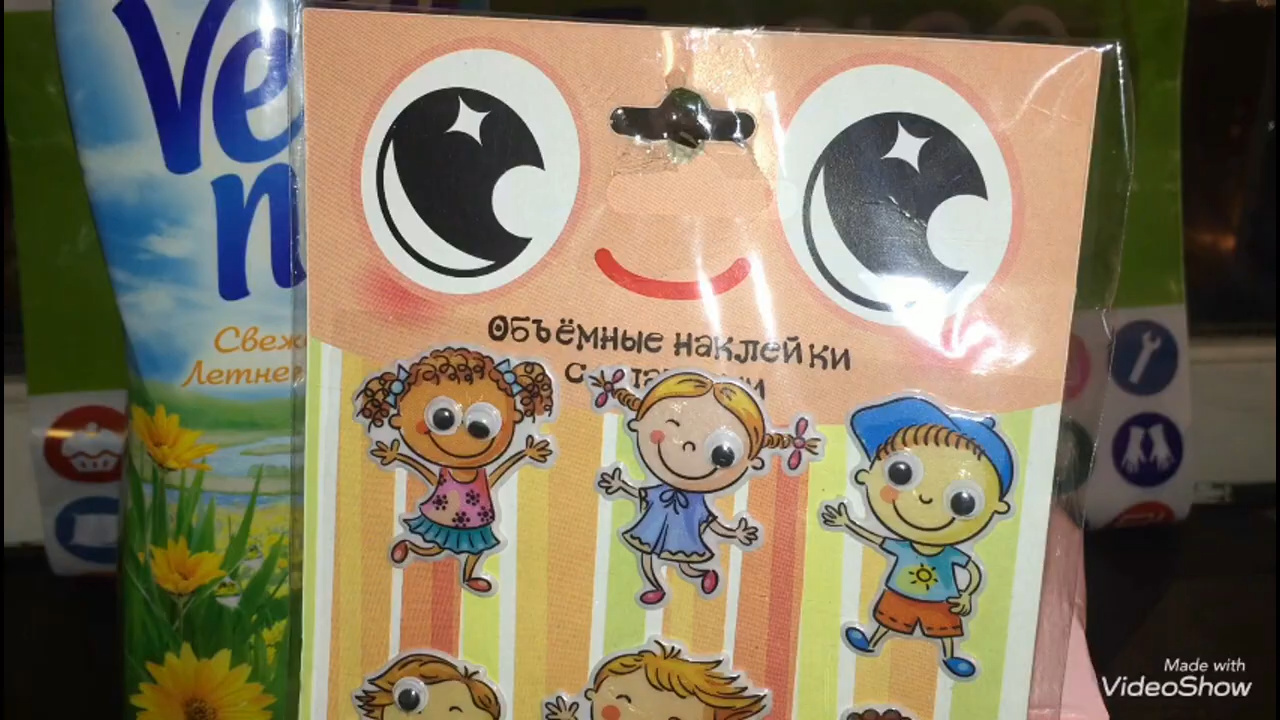 Ve
n
Свеж
Летне
Объёмные наклейки
Made with
VideoShow